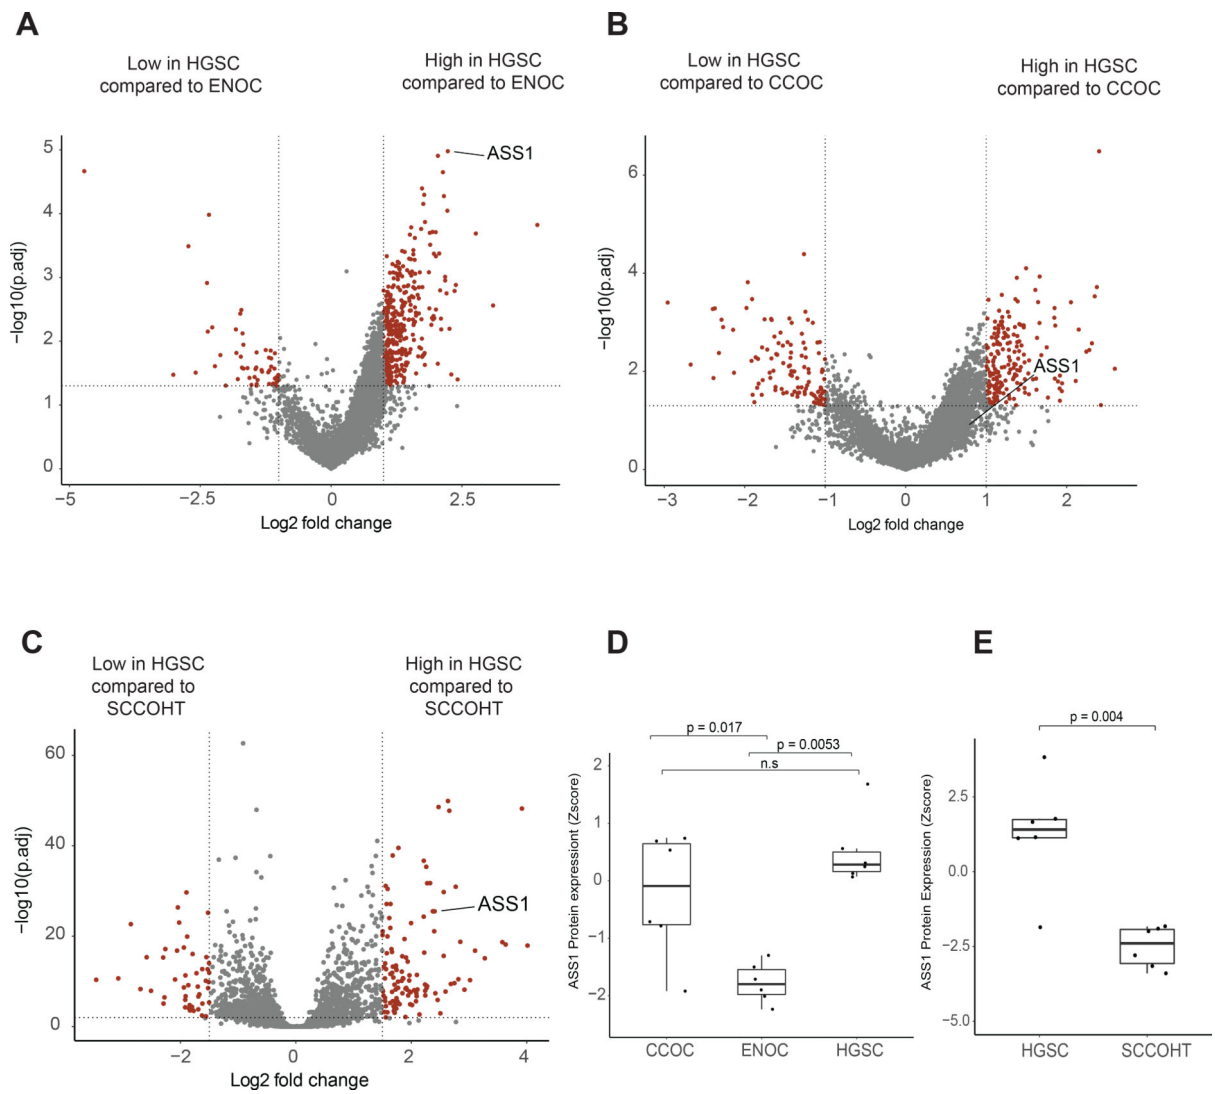 A
Low in HGSC
compared to ENOC
High in HGSC
compared to ENOC
ASS1
−log10(p.adj)
5
4
3
2
1
0
−5
−2.5
0
2.5
Log2 fold change
B
Low in HGSC
compared to CCOC
High in HGSC
compared to CCOC
ASS1
−log10(p.adj)
6
4
2
0
−3
−2
−1
0
1
2
Log2 fold change
C
Low in HGSC
compared to
SCCOHT
High in HGSC
compared to
SCCOHT
ASS1
−log10(p.adj)
60
40
20
0
−2
0
2
4
Log2 fold change
D
p = 0.017
p = 0.0053
n.s
ASS1 Protein expressiont (Zscore)
2
1
0
−1
−2
CCOC
ENOC
HGSC
E
p = 0.004
ASS1 Protein Expression (Zscore)
2.5
0.0
−2.5
−5.0
HGSC
SCCOHT